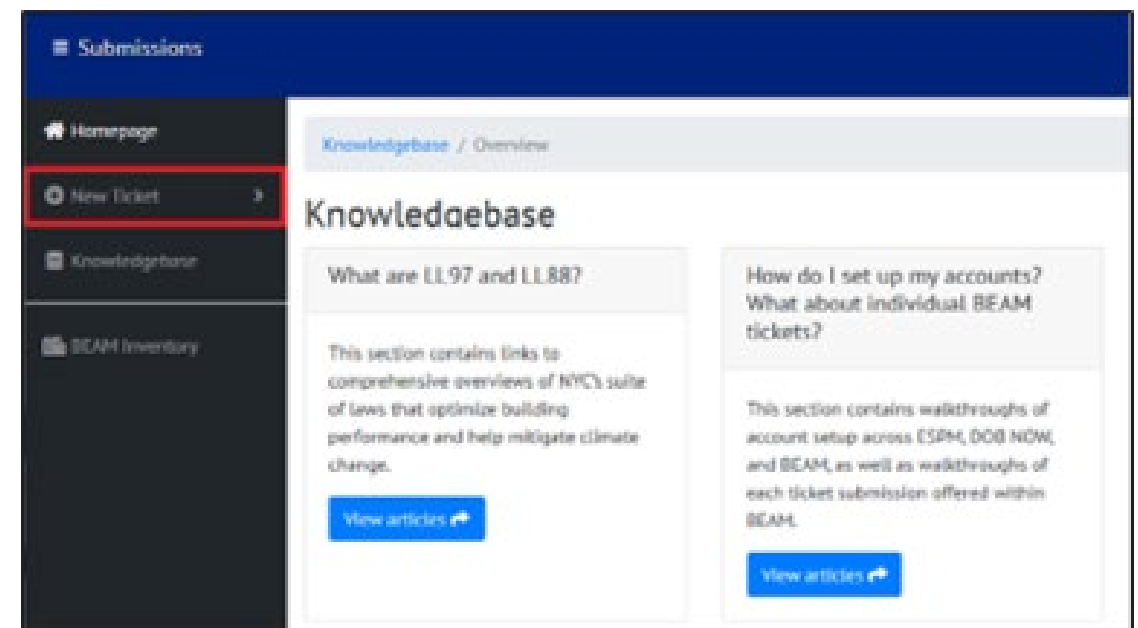 Submissions
Homepage
New Ticket
Knowledgebase
BEAM Inventory
Knowledgebase / Overview
Knowledgebase
What are LL97 and LL88?
This section contains links to
comprehensive overviews of NYC's suite
of laws that optimize building
performance and help mitigate climate
change.
View articles
How do I set up my accounts?
What about individual BEAM
tickets?
This section contains walkthroughs of
account setup across ESPM, DOB NOW,
and BEAM, as well as walkthroughs of
each ticket submission offered within
BEAM.
View articles